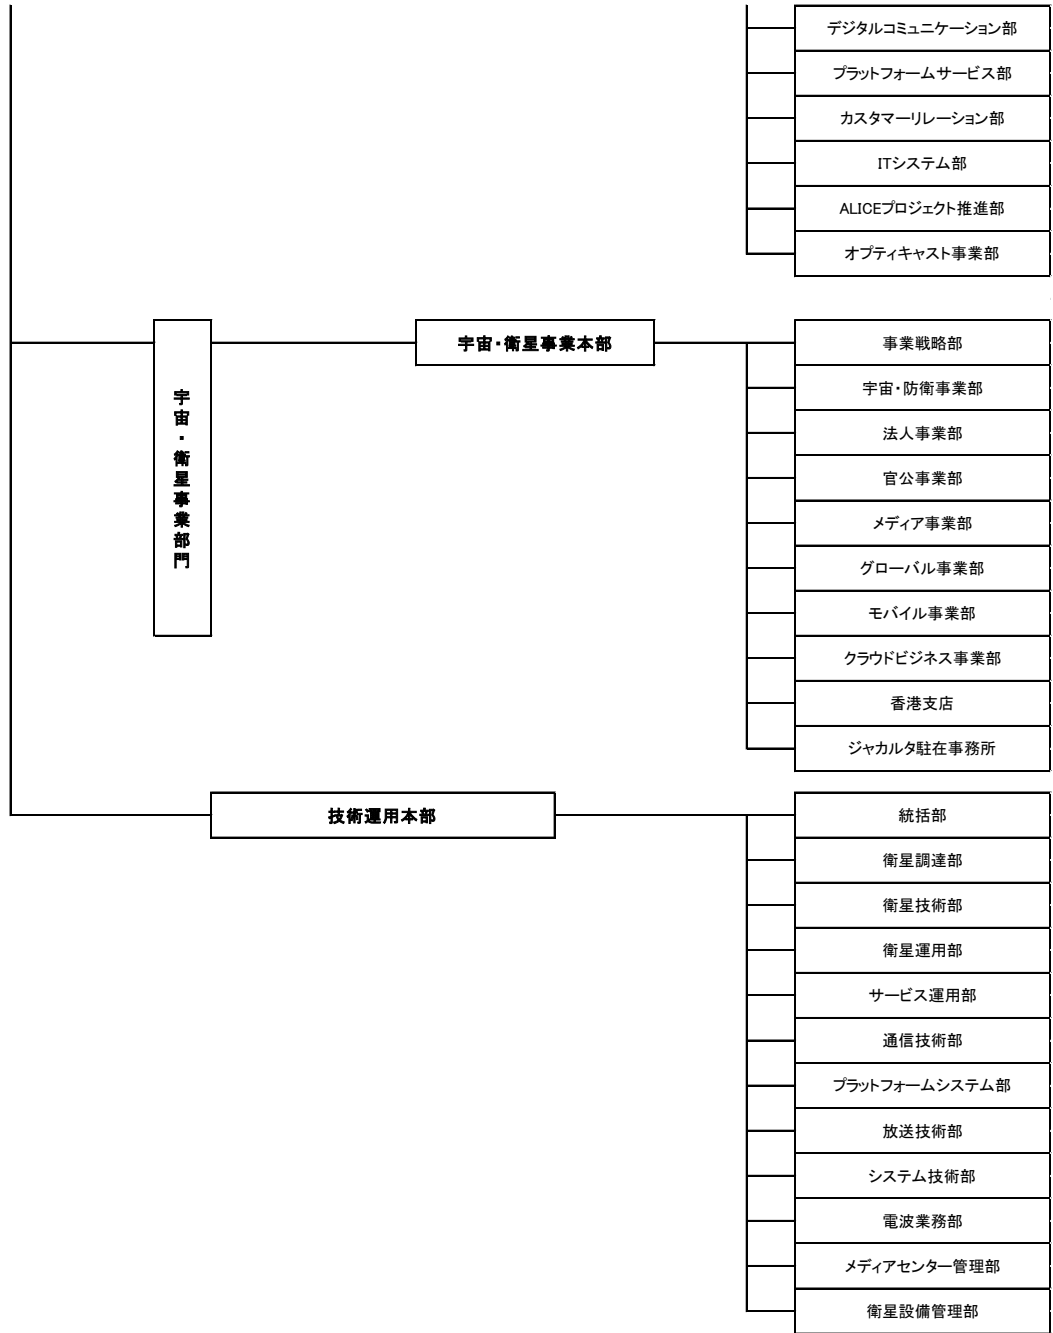 デジタルコミュニケーション部
プラットフォームサービス部
カスタマーリレーション部
ITシステム部
ALICEプロジェクト推進部
オプティキャスト事業部
宇宙・衛星事業部門
宇宙・衛星事業本部
事業戦略部
宇宙・防衛事業部
法人事業部
官公事業部
メディア事業部
グローバル事業部
モバイル事業部
クラウドビジネス事業部
香港支店
ジャカルタ駐在事務所
技術運用本部
統括部
衛星調達部
衛星技術部
衛星運用部
サービス運用部
通信技術部
プラットフォームシステム部
放送技術部
システム技術部
電波業務部
メディアセンター管理部
衛星設備管理部